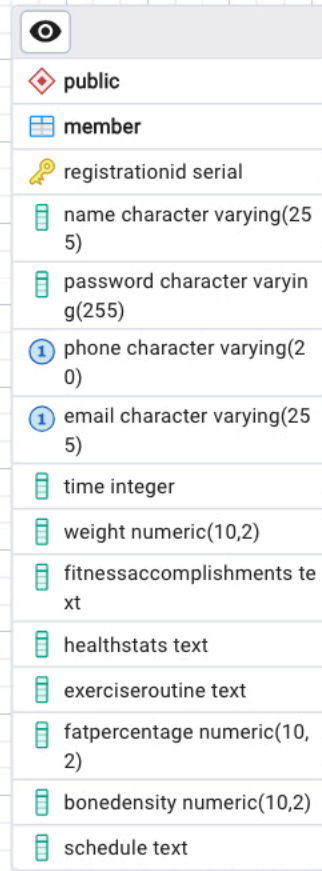 public
member
registrationid serial
name character varying(25
5)
password character varyin
g(255)
1 phone character varying(2
0)
1 email character varying(25
5)
time integer
weight numeric(10,2)
fitnessaccomplishments te
xt
healthstats text
exerciseroutine text
fatpercentage numeric(10,
2)
bonedensity numeric(10,2)
schedule text